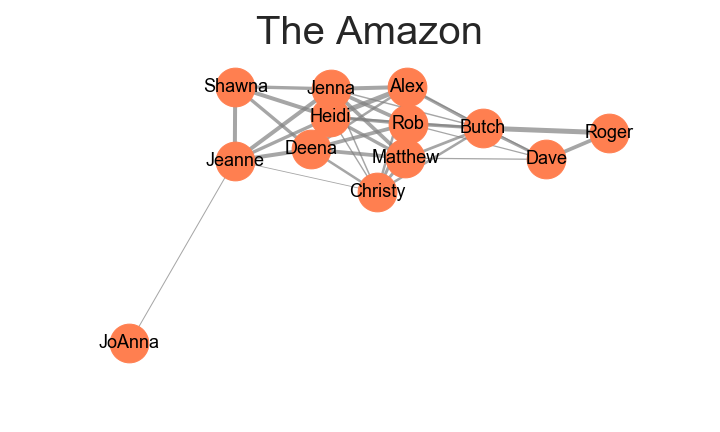 The Amazon
Shawna
Jenna
Alex
Heidi
Rob
Butch
Roger
Deena
Matthew
Dave
Jeanne
Christy
JoAnna